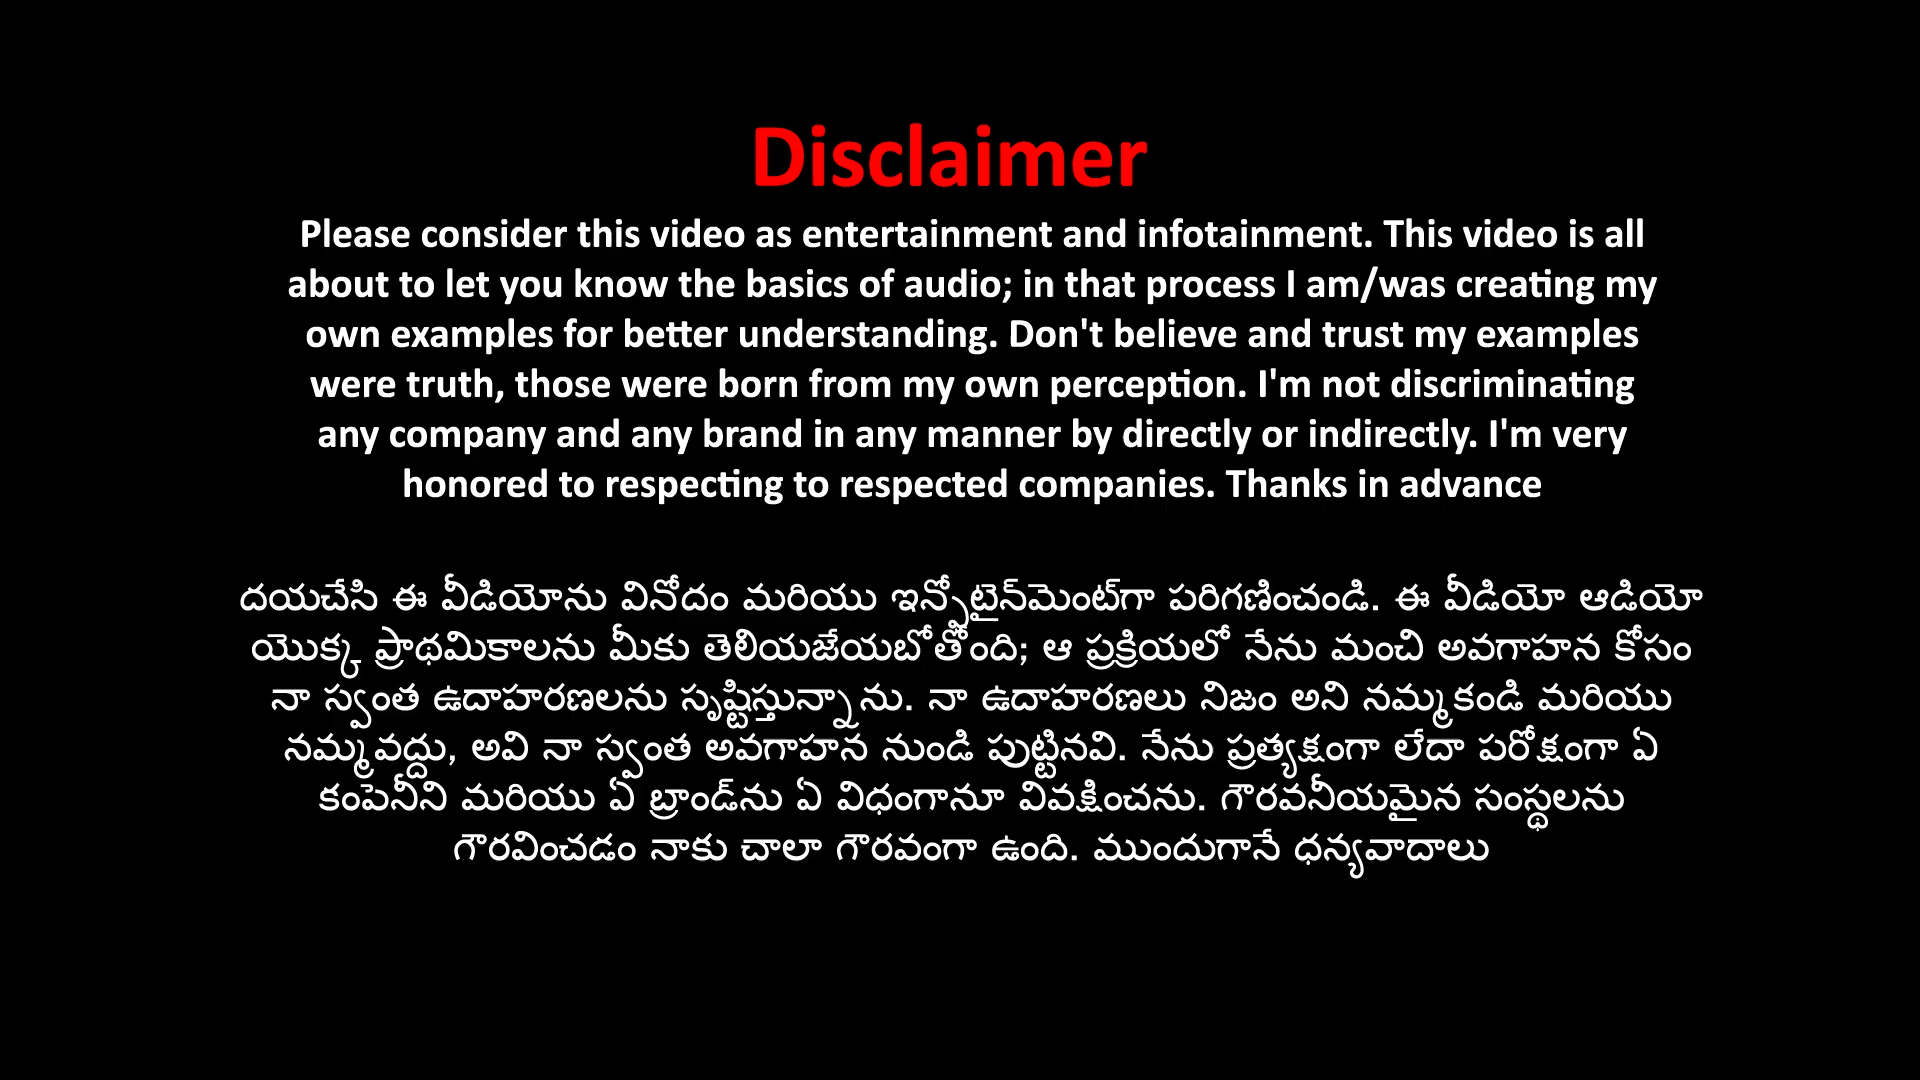 Disclaimer
Please consider this video as entertainment and infotainment. This video is all
about to let you know the basics of audio; in that process I am/was creating my
own examples for better understanding. Don't believe and trust my examples
were truth, those were born from my own perception. I'm not discriminating
any company and any brand in any manner by directly or indirectly. I'm very
honored to respecting to respected companies. Thanks in advance
దయచేసి ఈ వీడియోను వినోదం మరియు ఇన్ఫోటైన్‌మెంట్‌గా పరిగణించండి. ఈ వీడియో ఆడియో
యొక్క ప్రాథమికాలను మీకు తెలియజేయబోతోంది; ఆ ప్రక్రియలో నేను మంచి అవగాహన కోసం
నా స్వంత ఉదాహరణలను సృష్టిస్తున్నాను. నా ఉదాహరణలు నిజం అని నమ్మకండి మరియు
నమ్మవద్దు, అవి నా స్వంత అవగాహన నుండి పుట్టినవి. నేను ప్రత్యక్షంగా లేదా పరోక్షంగా ఏ
కంపెనీని మరియు ఏ బ్రాండ్‌ను ఏ విధంగానూ వివక్షించను. గౌరవనీయమైన సంస్థలను
గౌరవించడం నాకు చాలా గౌరవంగా ఉంది. ముందుగానే ధన్యవాదాలు